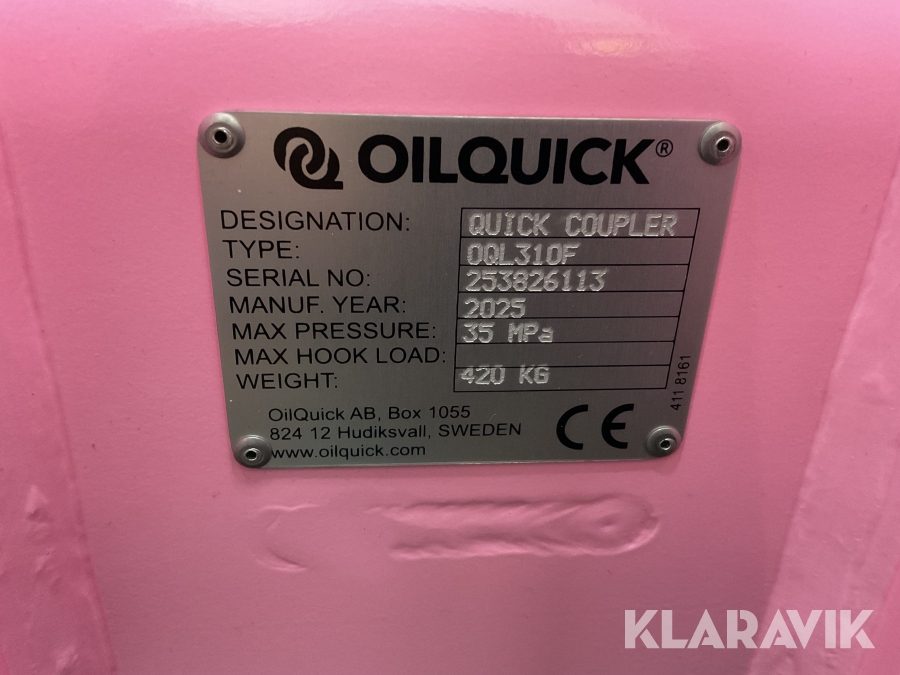 OILQUICK®
DESIGNATION: QUICK COUPLER
TYPE: OQL310F
SERIAL NO: 253826113
MANUF. YEAR: 2025
MAX PRESSURE: 35 MPa
MAX HOOK LOAD:
WEIGHT: 420 KG
411 8161
OilQuick AB, Box 1055
824 12 Hudiksvall, SWEDEN
www.oilquick.com
CE
KLARAVIK